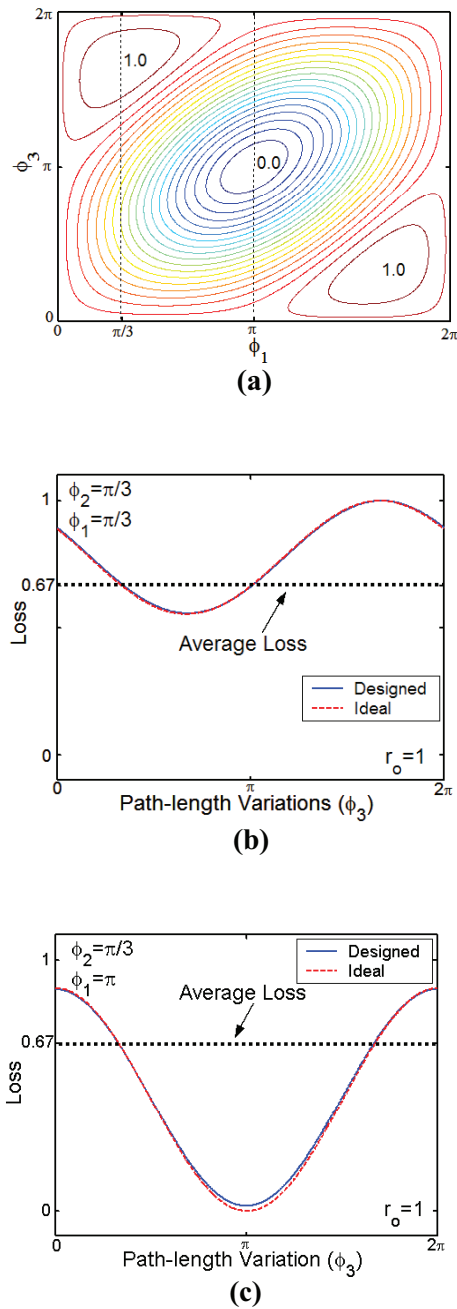 2π
1.0
ϕ3
π
0.0
1.0
0
0 π/3 π 2π
ϕ1
(a)
ϕ2=π/3
ϕ1=π/3
1
0.67
Loss
Average Loss
Designed
Ideal
0
ro=1
0 π 2π
Path-length Variations (ϕ3)
(b)
ϕ2=π/3
ϕ1=π
Designed
Ideal
1
Average Loss
0.67
Loss
0
ro=1
0 π 2π
Path-length Variation (ϕ3)
(c)